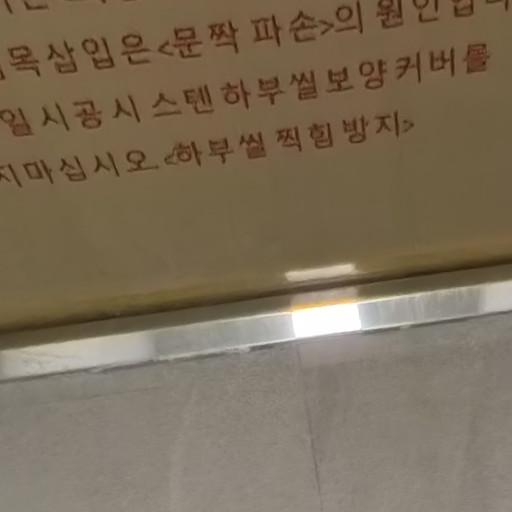 목삽입은<문짝 파손>의 원인입
일시공시 스텐하부씰보양커버를
지마십시오 <하부씰 찍힘방지>